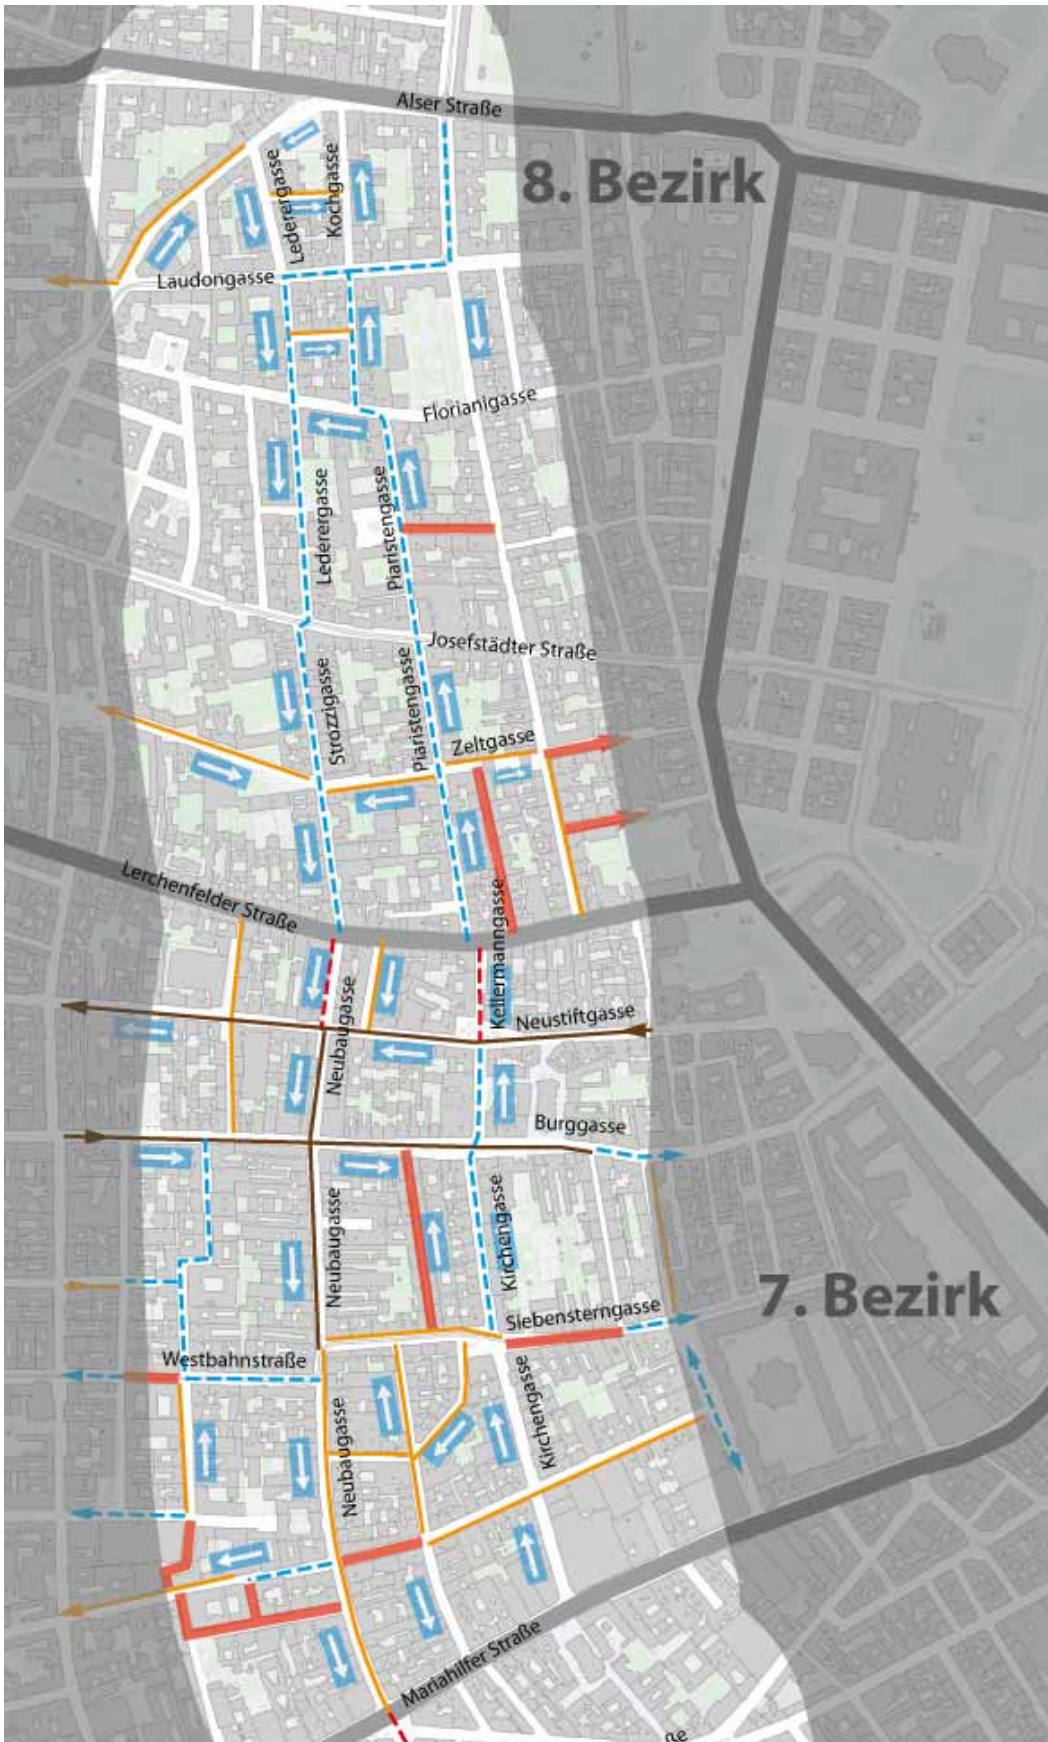 Alser Straße
8. Bezirk
Lederergasse
Kochgasse
Laudongasse
Florianigasse
Lederergasse
Piaristengasse
Josefstädter Straße
Strozzigasse
Piaristengasse
Zeltgasse
Lerchenfelder Straße
Kellermanngasse
Neubaugasse
Neustiftgasse
Burggasse
Neubaugasse
Kirchengasse
7. Bezirk
Siebensterngasse
Westbahnstraße
Kirchengasse
Neubaugasse
Mariahilfer Straße
ße